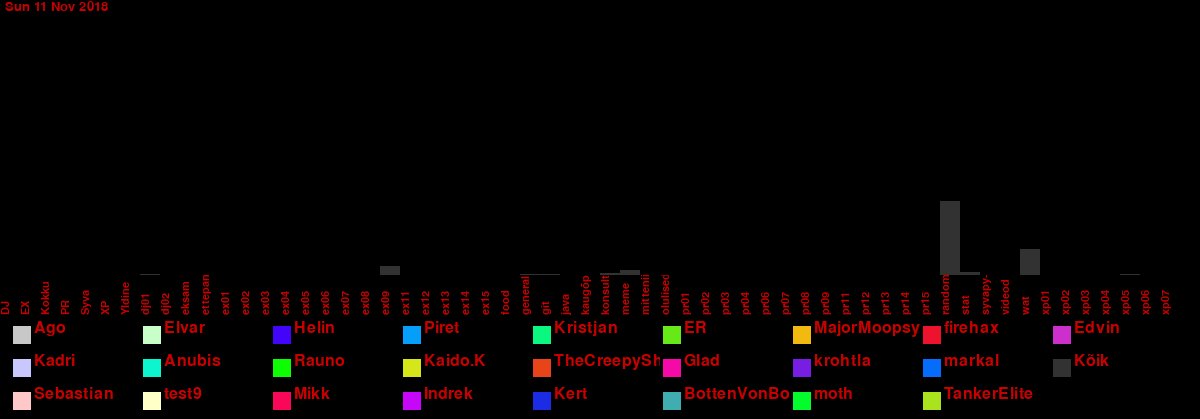 Sun 11 Nov 2018
DJ EX Kokku PR Syva XP Yldine dj01 dj02 eksam ettepan ex01 ex02 ex03 ex04 ex05 ex06 ex07 ex08 ex09 ex11 ex12 ex13 ex14 ex15 food general git java kaugõp konsult meme mittenii olulised pr01 pr02 pr03 pr04 pr06 pr07 pr08 pr09 pr11 pr12 pr13 pr14 pr15 random stat syvapy- videod wat xp01 xp02 xp03 xp04 xp05 xp06 xp07
Ago Elvar Helin Piret Kristjan ER MajorMoopsy firehax Edvin
Kadri Anubis Rauno Kaido.K TheCreepySh Glad krohtla markal Kõik
Sebastian test9 Mikk Indrek Kert BottenVonBo moth TankerElite